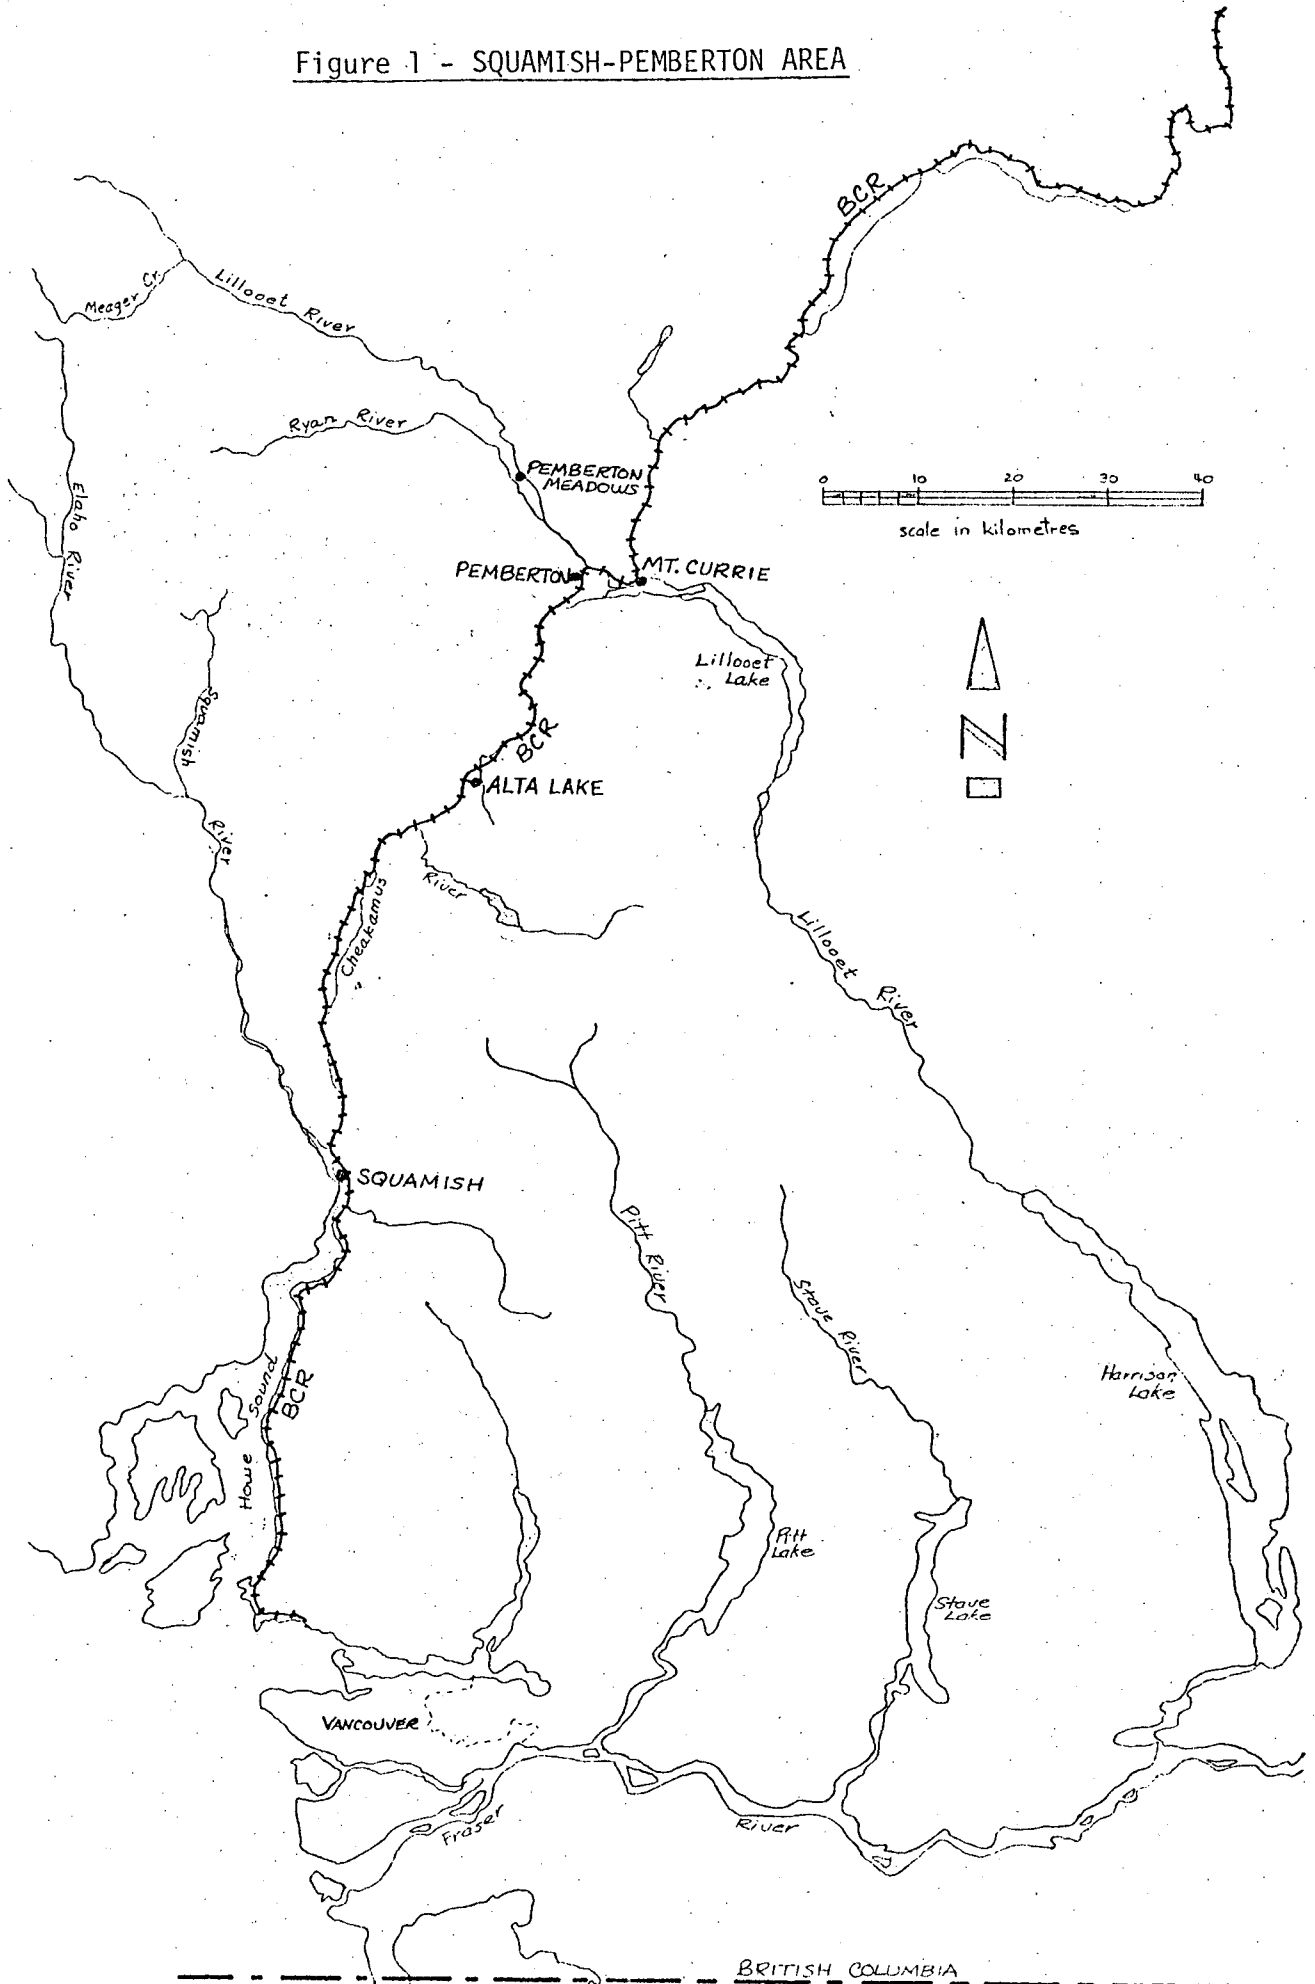 Figure 1 - SQUAMISH-PEMBERTON AREA
BCR
Meager Cr.
Lillooet River
Ryan River
PEMBERTON
MEADOWS
0 10 20 30 40
scale in kilometres
Elaho River
PEMBERTON
MT. CURRIE
Lillooet
Lake
N
Squamish
River
BCR
ALTA LAKE
River
Cheakamus
Lillooet River
SQUAMISH
Pitt River
Stave River
Harrison
Lake
Howe Sound
BCR
Pitt
Lake
Stave
Lake
VANCOUVER
Fraser
River
BRITISH COLUMBIA